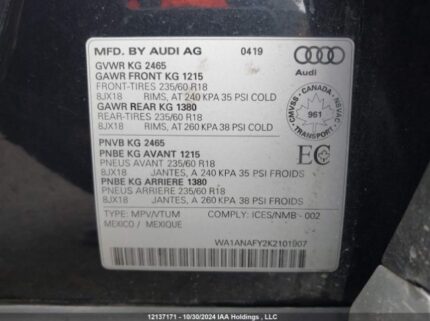 MFD. BY AUDI AG 0419
GVWR KG 2465
GAWR FRONT KG 1215
FRONT-TIRES 235/60 R18
8JX18 RIMS, AT 240 KPA 35 PSI COLD
GAWR REAR KG 1380
REAR-TIRES 235/60 R18
8JX18 RIMS, AT 260 KPA 38 PSI COLD
Audi
CMVSS - CANADA - NSVAC
961
TRANSPORT
PNVB KG 2465
PNBE KG AVANT 1215
PNEUS AVANT 235/60 R18
8JX18 JANTES, A 240 KPA 35 PSI FROIDS
PNBE KG ARRIERE 1380
PNEUS ARRIERE 235/60 R18
8JX18 JANTES, A 260 KPA 38 PSI FROIDS
EC
TYPE: MPV/VTUM COMPLY: ICES/NMB - 002
MEXICO / MEXIQUE
WA1ANAFY2K2101907
12137171 - 10/30/2024 IAA Holdings , LLC